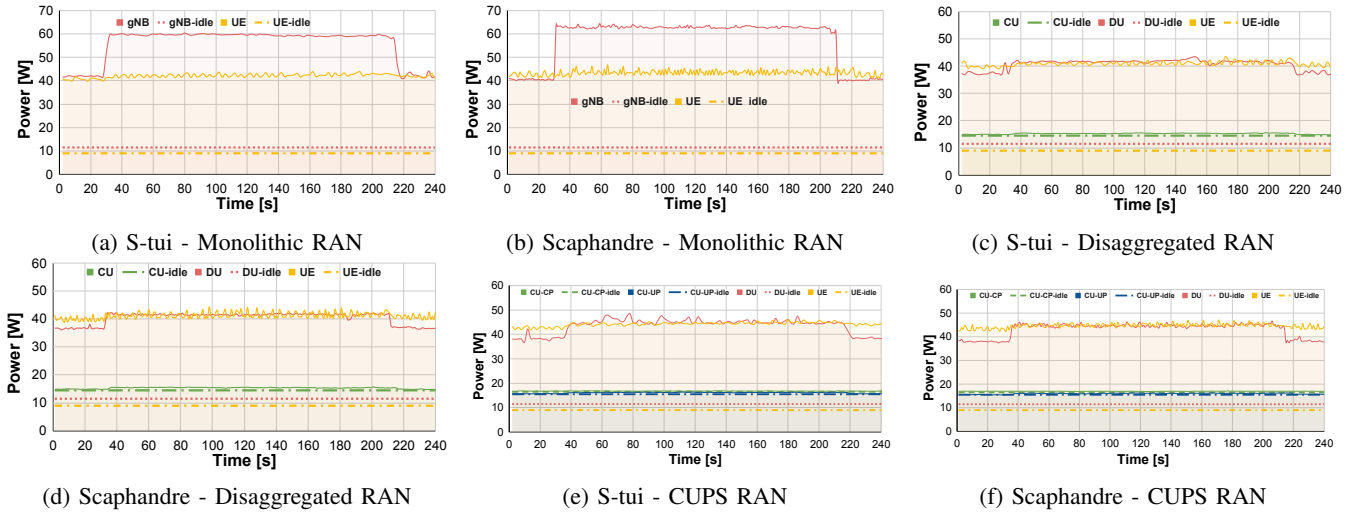 gNB gNB-idle UE UE-idle
Power [W]
70
60
50
40
30
20
10
0
0 20 40 60 80 100 120 140 160 180 200 220 240
Time [s]
(a) S-tui - Monolithic RAN
gNB gNB-idle UE UE idle
Power [W]
70
60
50
40
30
20
10
0
0 20 40 60 80 100 120 140 160 180 200 220 240
Time [s]
(b) Scaphandre - Monolithic RAN
CU CU-idle DU DU-idle UE UE-idle
Power [W]
60
50
40
30
20
10
0
0 20 40 60 80 100 120 140 160 180 200 220 240
Time [s]
(c) S-tui - Disaggregated RAN
CU CU-idle DU DU-idle UE UE-idle
Power [W]
60
50
40
30
20
10
0
0 20 40 60 80 100 120 140 160 180 200 220 240
Time [s]
(d) Scaphandre - Disaggregated RAN
CU-CP CU-CP-idle CU-UP CU-UP-idle DU DU-idle UE UE-idle
Power [W]
60
50
40
30
20
10
0
0 20 40 60 80 100 120 140 160 180 200 220 240
Time [s]
(e) S-tui - CUPS RAN
CU-CP CU-CP-idle CU-UP CU-UP-idle DU DU-idle UE UE-idle
Power [W]
60
50
40
30
20
10
0
0 20 40 60 80 100 120 140 160 180 200 220 240
Time [s]
(f) Scaphandre - CUPS RAN